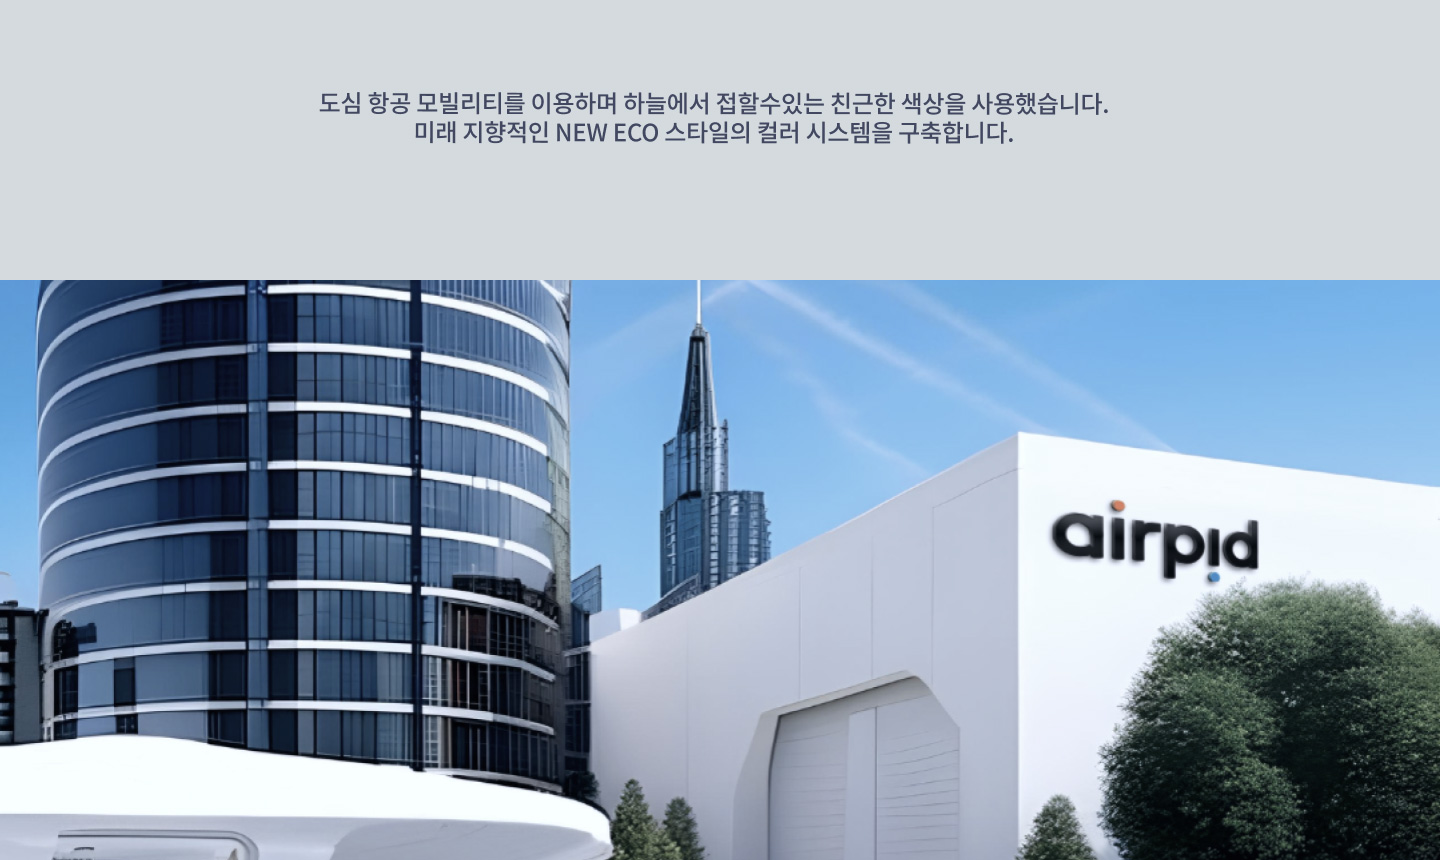 도심 항공 모빌리티를 이용하며 하늘에서 접할수있는 친근한 색상을 사용했습니다.
미래 지향적인 NEW ECO 스타일의 컬러 시스템을 구축합니다.
airpid